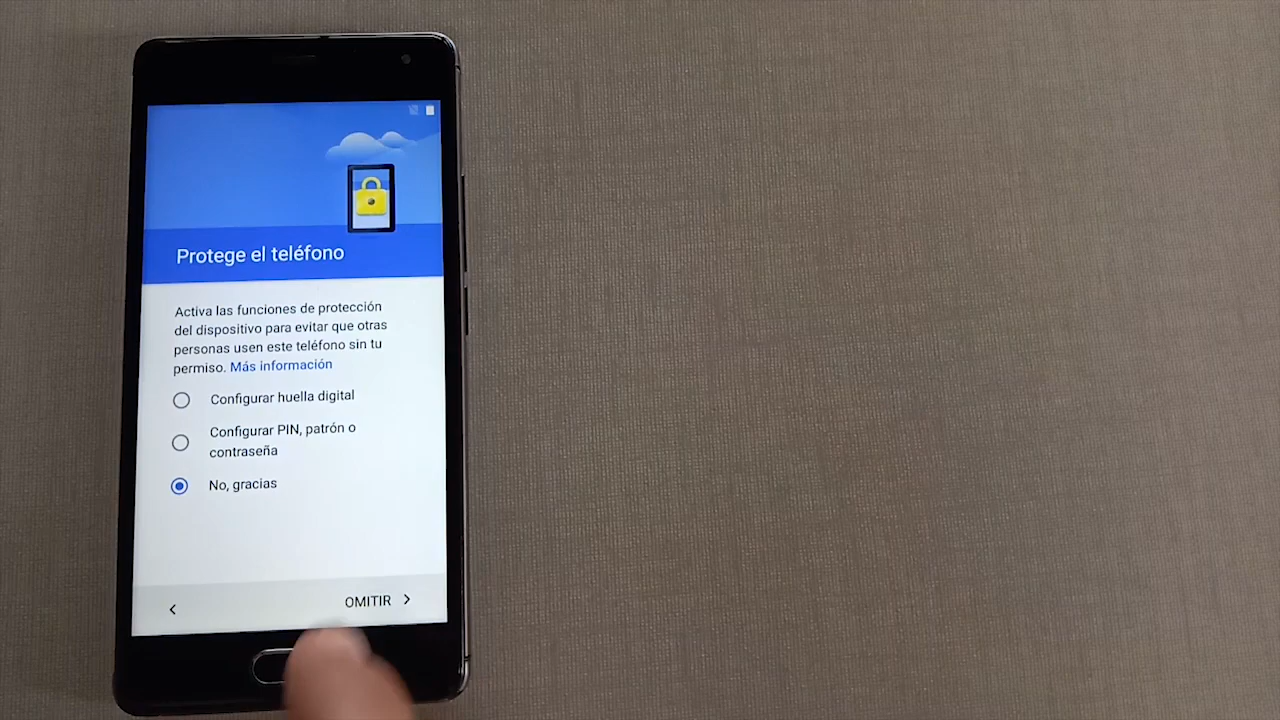 Protege el teléfono
Activa las funciones de protección
del dispositivo para evitar que otras
personas usen este teléfono sin tu
permiso. Más información
Configurar huella digital
Configurar PIN, patrón o
contraseña
No, gracias
OMITIR